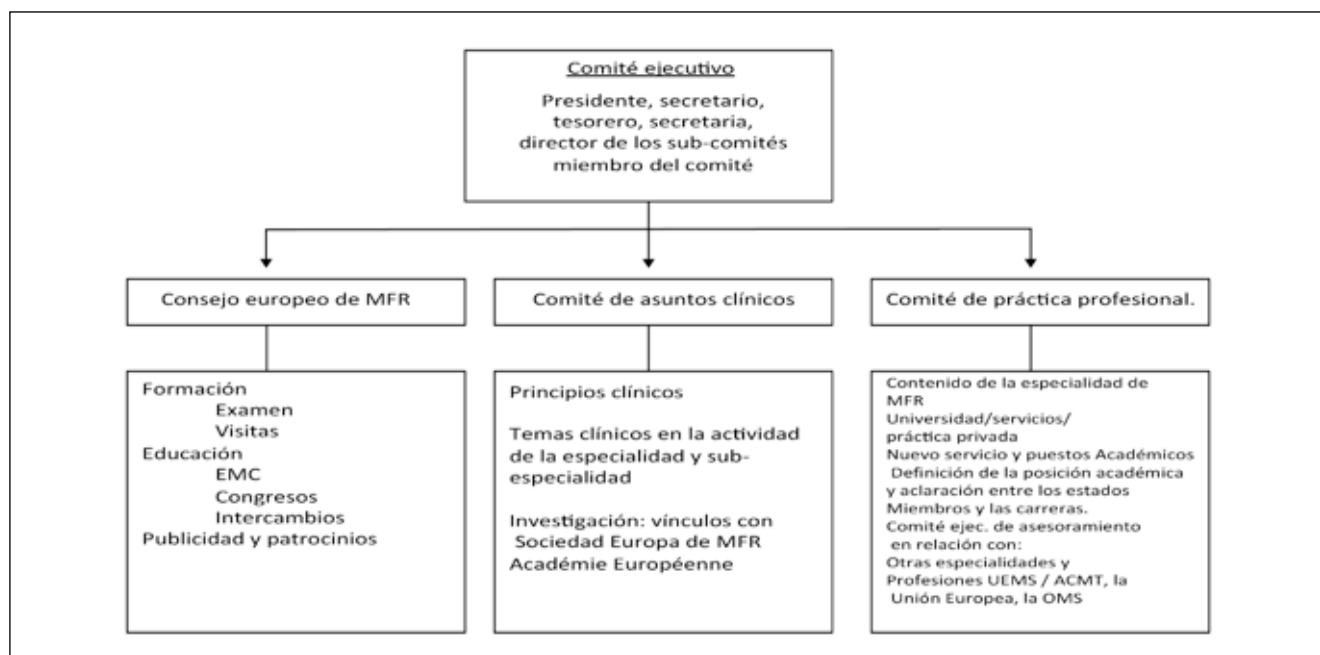 Comité ejecutivo
Presidente, secretario,
tesorero, secretaria,
director de los sub-comités
miembro del comité
Consejo europeo de MFR
Comité de asuntos clínicos
Comité de práctica profesional.
Formación
Examen
Visitas
Educación
EMC
Congresos
Intercambios
Publicidad y patrocinios
Principios clínicos
Temas clínicos en la actividad
de la especialidad y sub-
especialidad
Investigación: vínculos con
Sociedad Europa de MFR
Académie Européenne
Contenido de la especialidad de
MFR
Universidad/servicios/
práctica privada
Nuevo servicio y puestos Académicos
Definición de la posición académica
y aclaración entre los estados
Miembros y las carreras.
Comité ejec. de asesoramiento
en relación con:
Otras especialidades y
Profesiones UEMS / ACMT, la
Unión Europea, la OMS